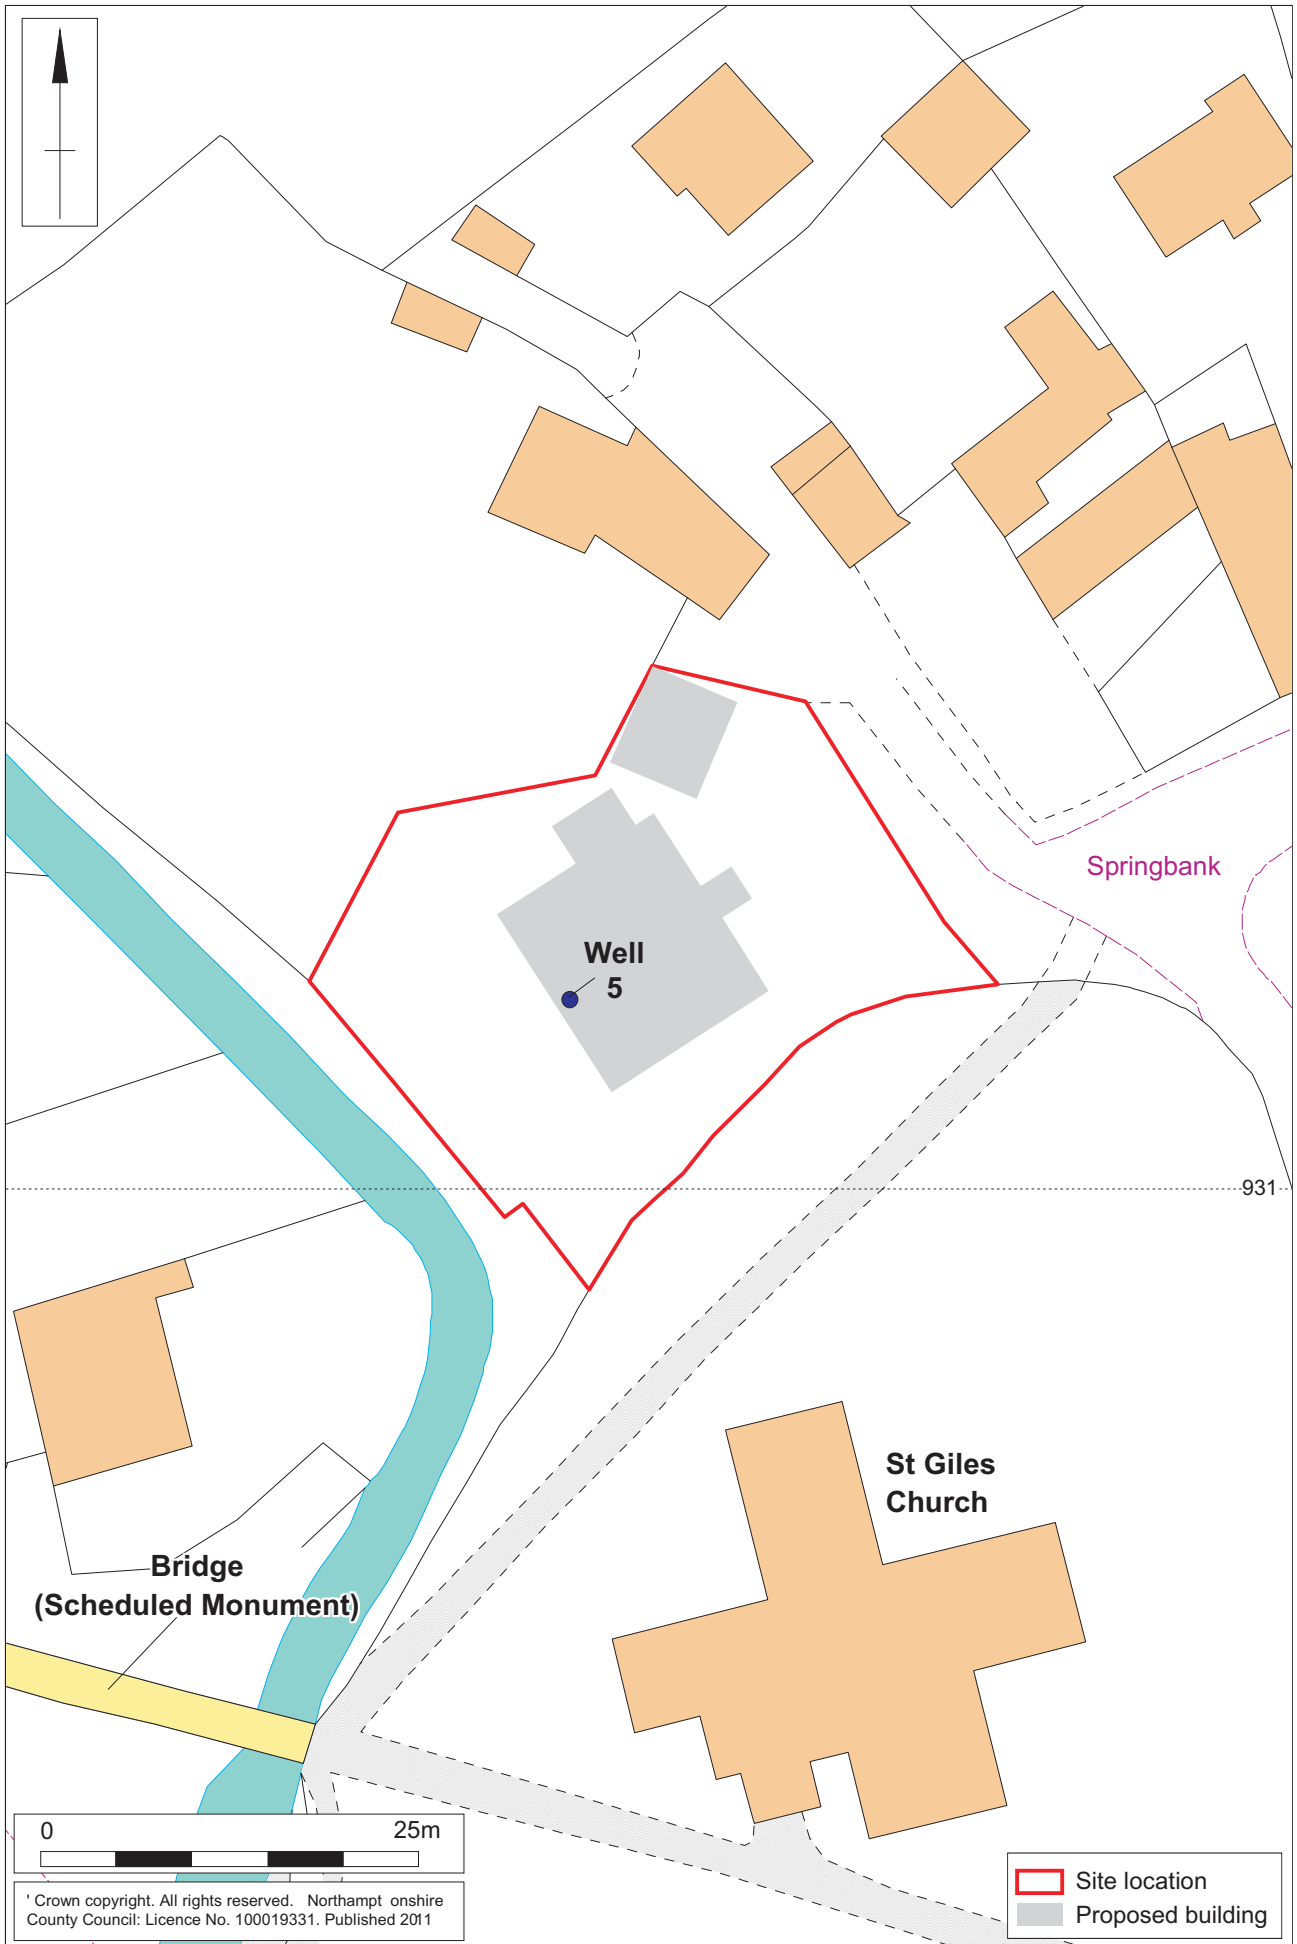 Springbank
Well
5
931
St Giles
Church
Bridge
(Scheduled Monument)
0 25m
' Crown copyright. All rights reserved. Northampt onshire
County Council: Licence No. 100019331. Published 2011
Site location
Proposed building